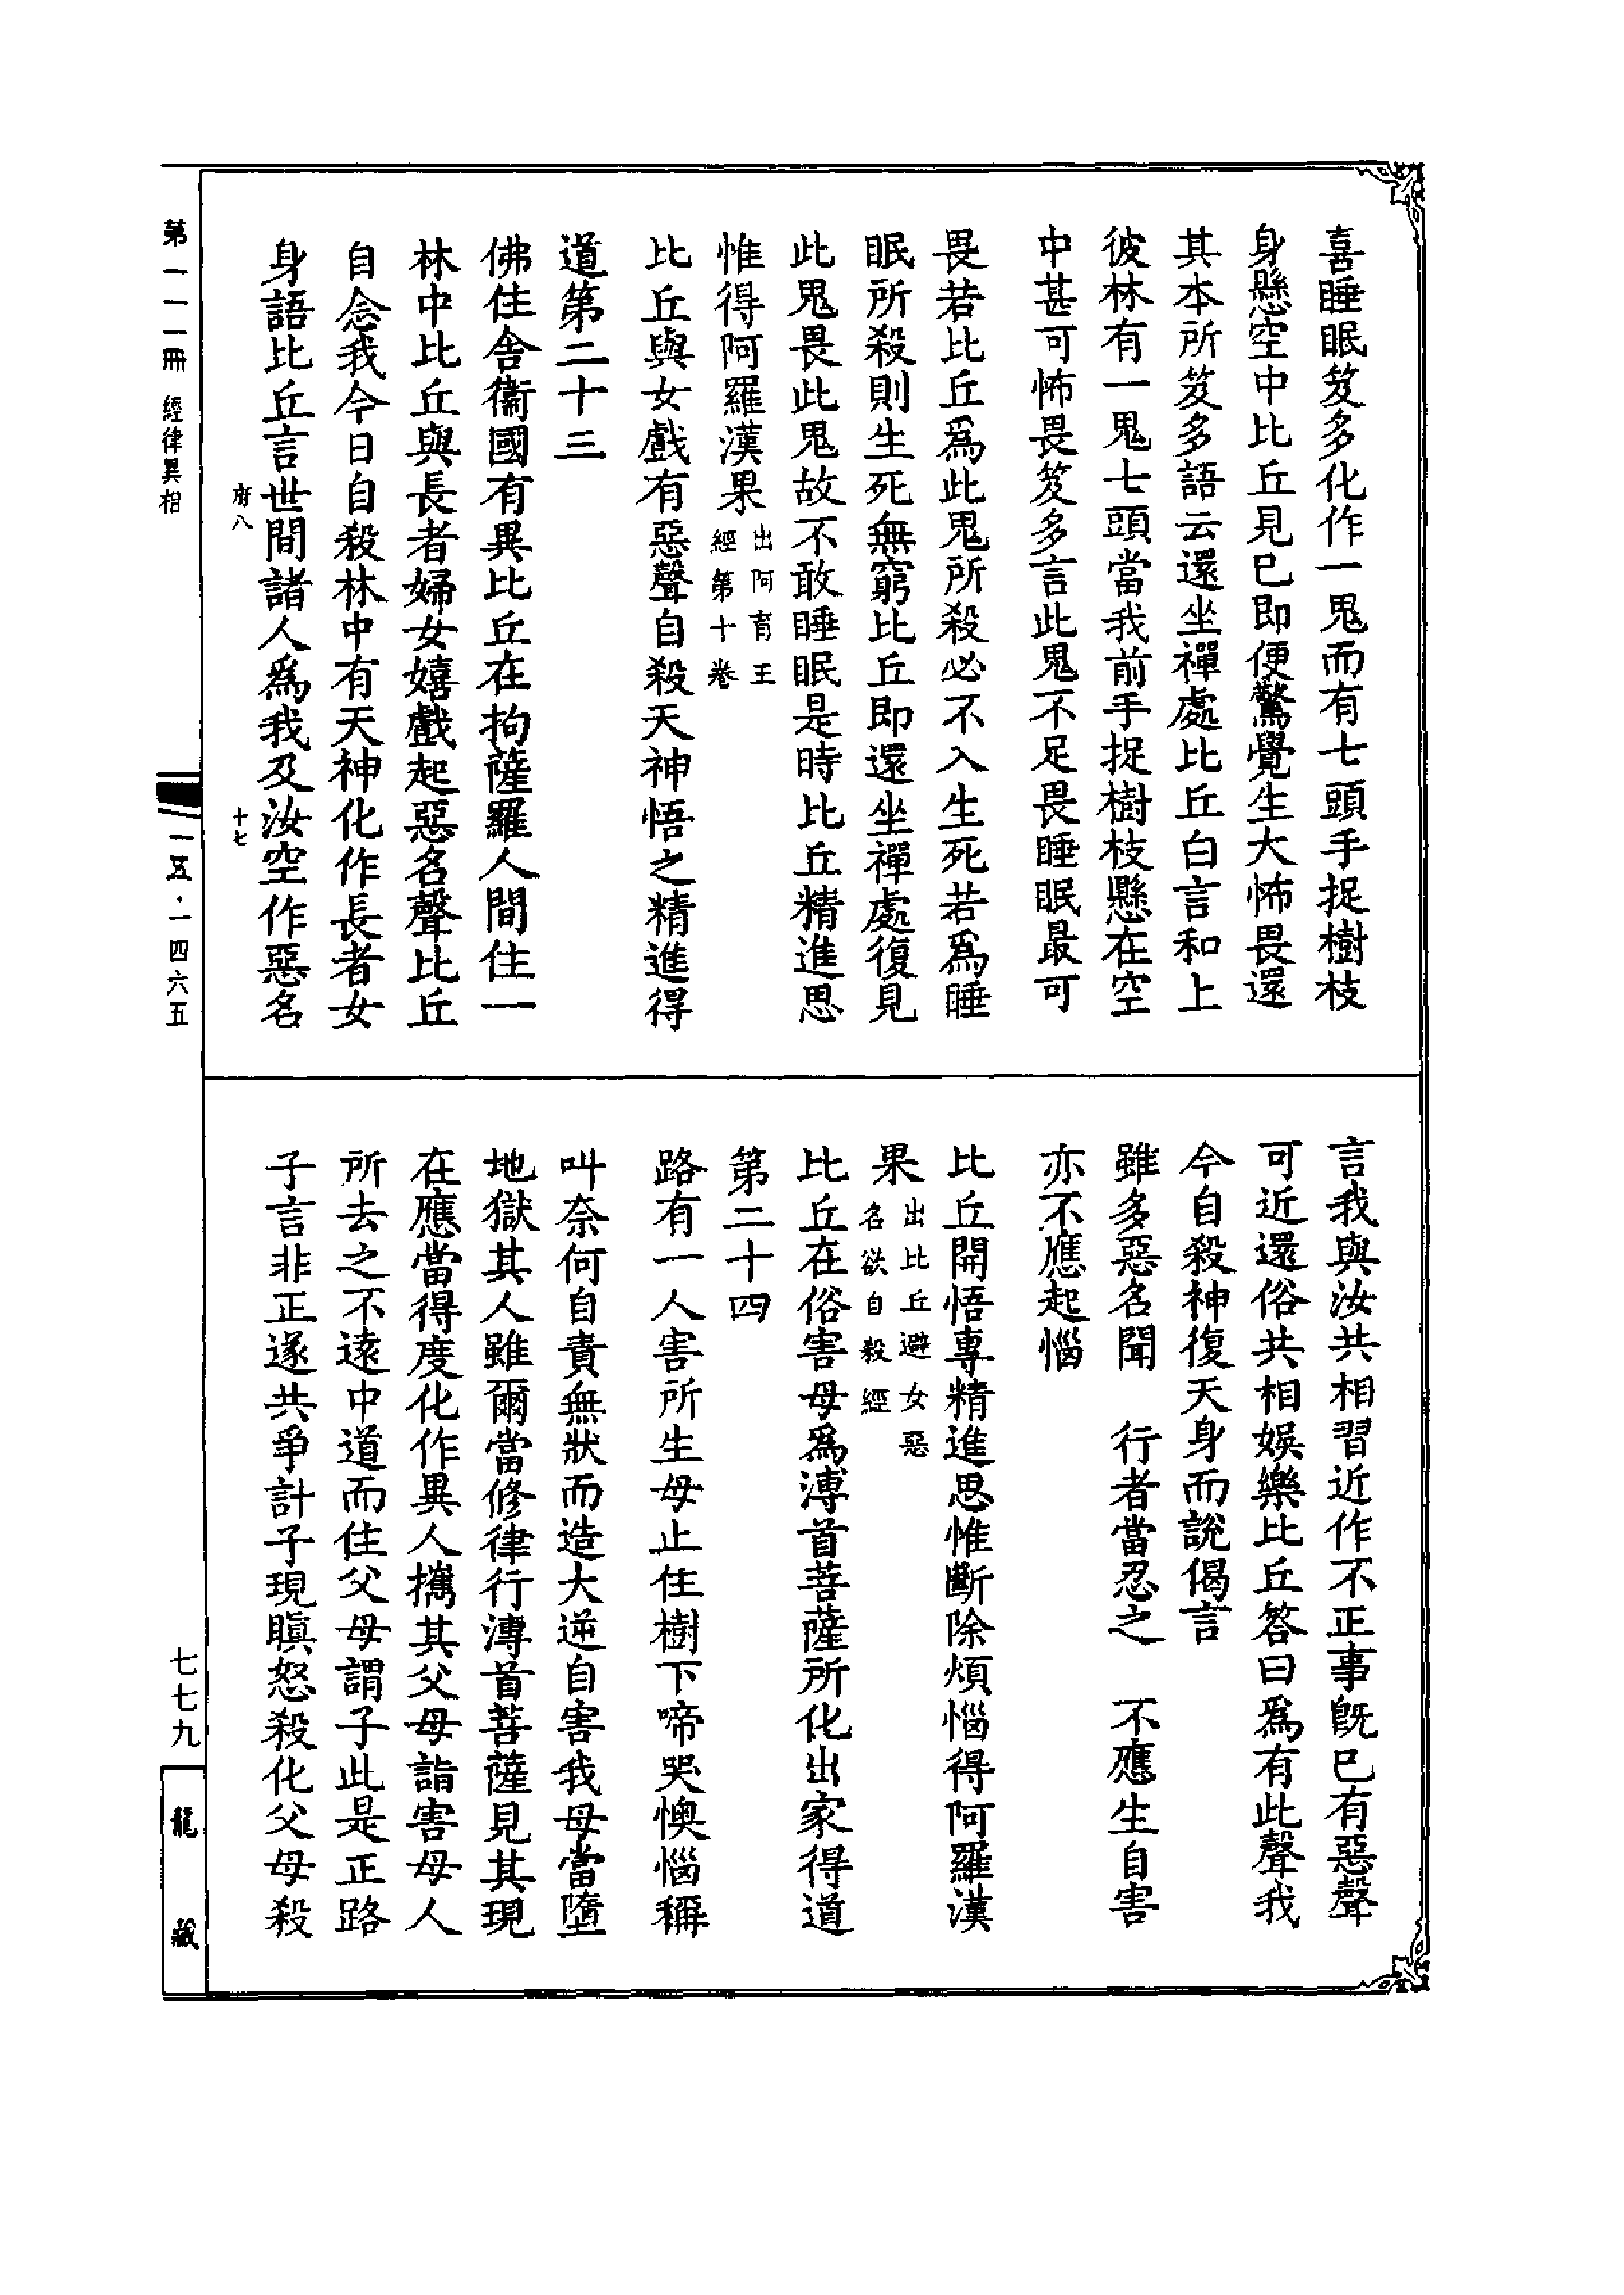 喜睡眠笈多化作一鬼而有七頭手捉樹枝
身懸空中比丘見已即便驚覺生大怖畏還
其本所笈多語云還坐禪處比丘白言和上
彼林有一鬼七頭當我前手捉樹枝懸在空
中甚可怖畏笈多言此鬼不足畏睡眠最可
畏若比丘爲此鬼所殺必不入生死若爲睡
眠所殺則生死無窮比丘即還坐禪處復見
此鬼畏此鬼故不敢睡眠是時比丘精進思
惟得阿羅漢果出阿育王
經第十卷
比丘與女戲有惡聲自殺天神悟之精進得
道第二十三
佛住舍衞國有異比丘在拘薩羅人間住一
林中比丘與長者婦女嬉戲起惡名聲比丘
自念我今日自殺林中有天神化作長者女
身語比丘言世間諸人爲我及汝空作惡名
府八
十七
言我與汝共相習近作不正事旣已有惡聲
可近還俗共相娛樂比丘答曰爲有此聲我
今自殺神復天身而說偈言
雖多惡名聞　行者當忍之　不應生自害
亦不應起惱
比丘開悟專精進思惟斷除煩惱得阿羅漢
果出比丘避女惡
名欲自殺經
比丘在俗害母爲溥首菩薩所化出家得道
第二十四
路有一人害所生母止住樹下啼哭懊惱稱
叫奈何自責無狀而造大逆自害我母當墮
地獄其人雖爾當修律行溥首菩薩見其現
在應當得度化作異人攜其父母詣害母人
所去之不遠中道而住父母謂子此是正路
子言非正遂共爭計子現瞋怒殺化父母殺
第一一一冊　經律異相
一五·一四六五
七七九
龍藏